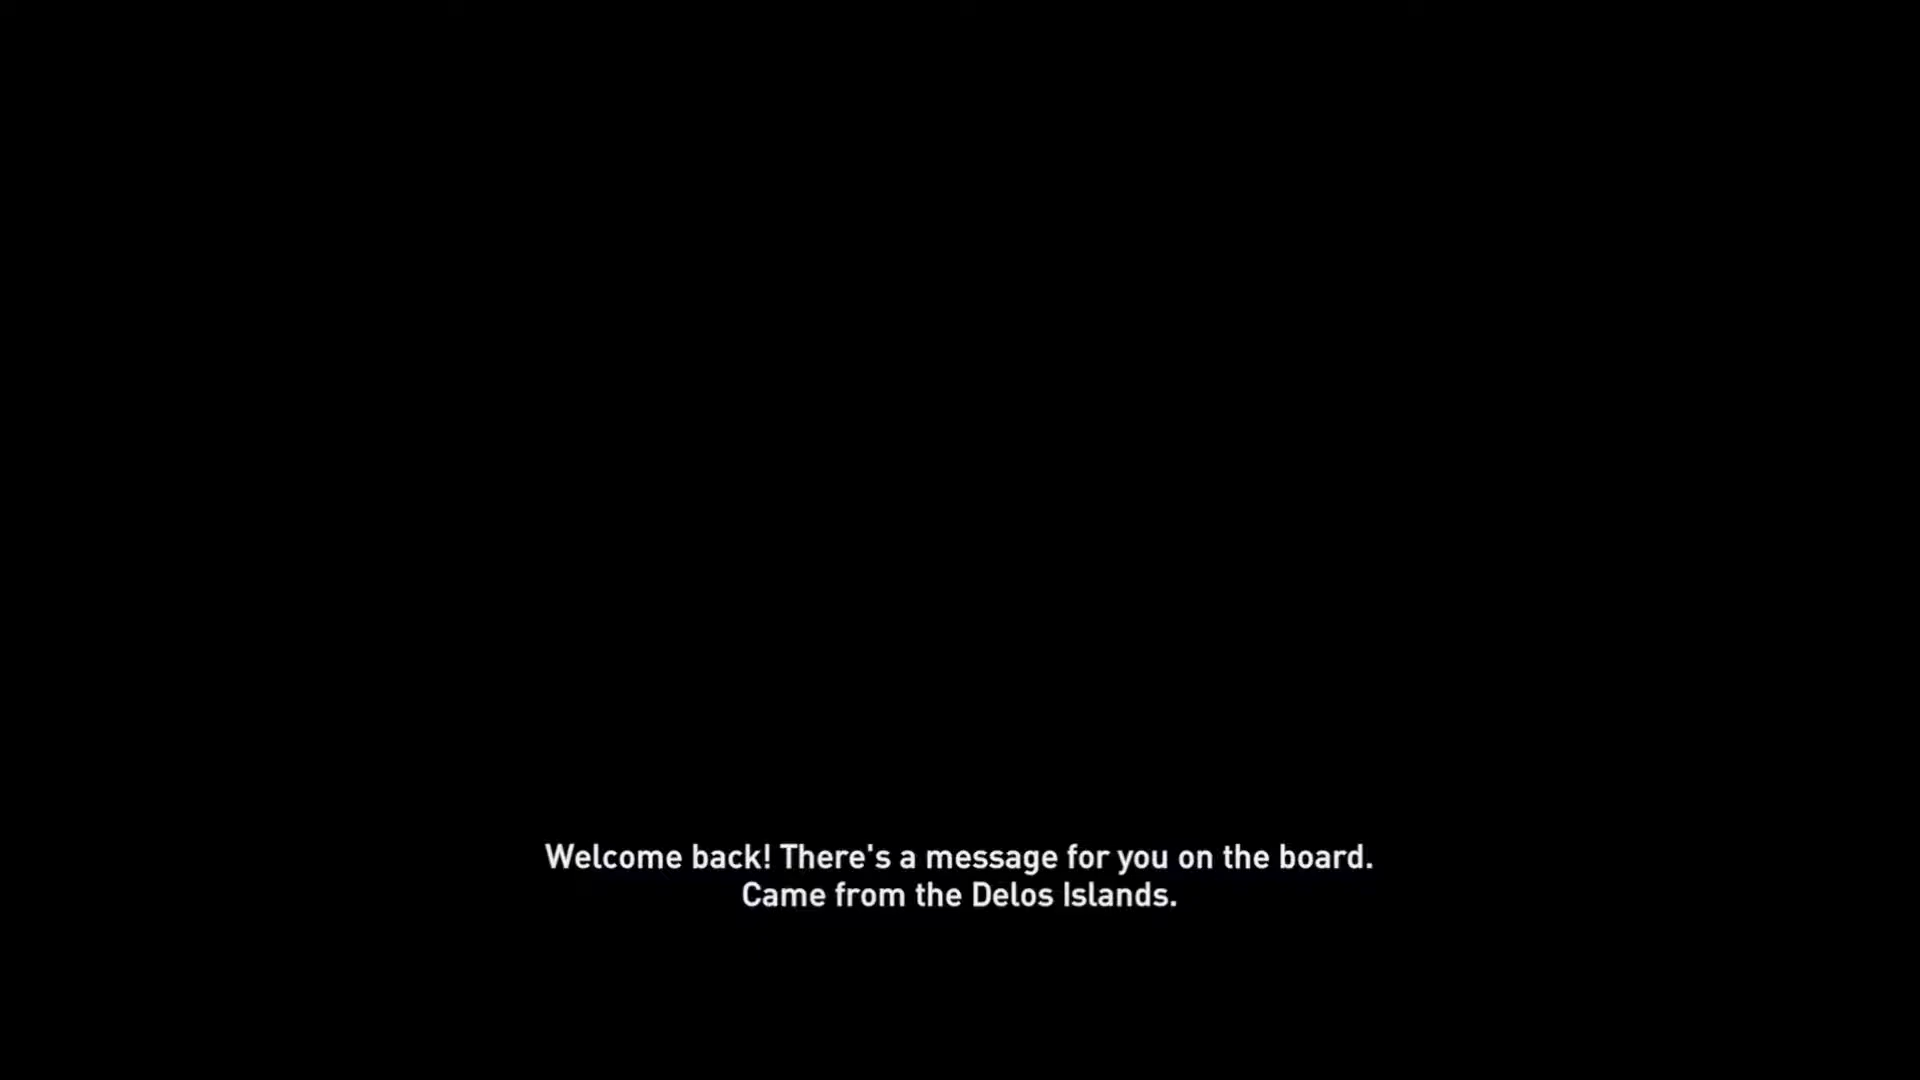 Welcome back! There's a message for you on the board.
Came from the Delos Islands.